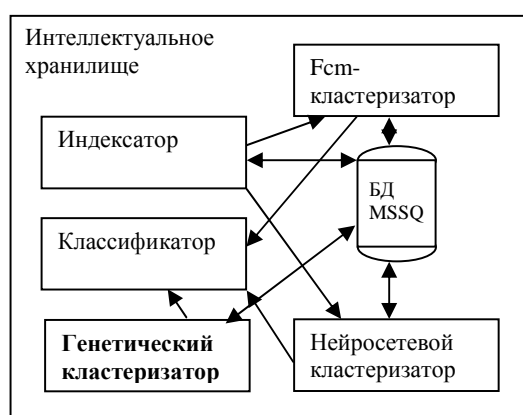 Интеллектуальное
хранилище
Fcm-
кластеризатор
Индексатор
БД
MSSQ
Классификатор
Генетический
кластеризатор
Нейросетевой
кластеризатор